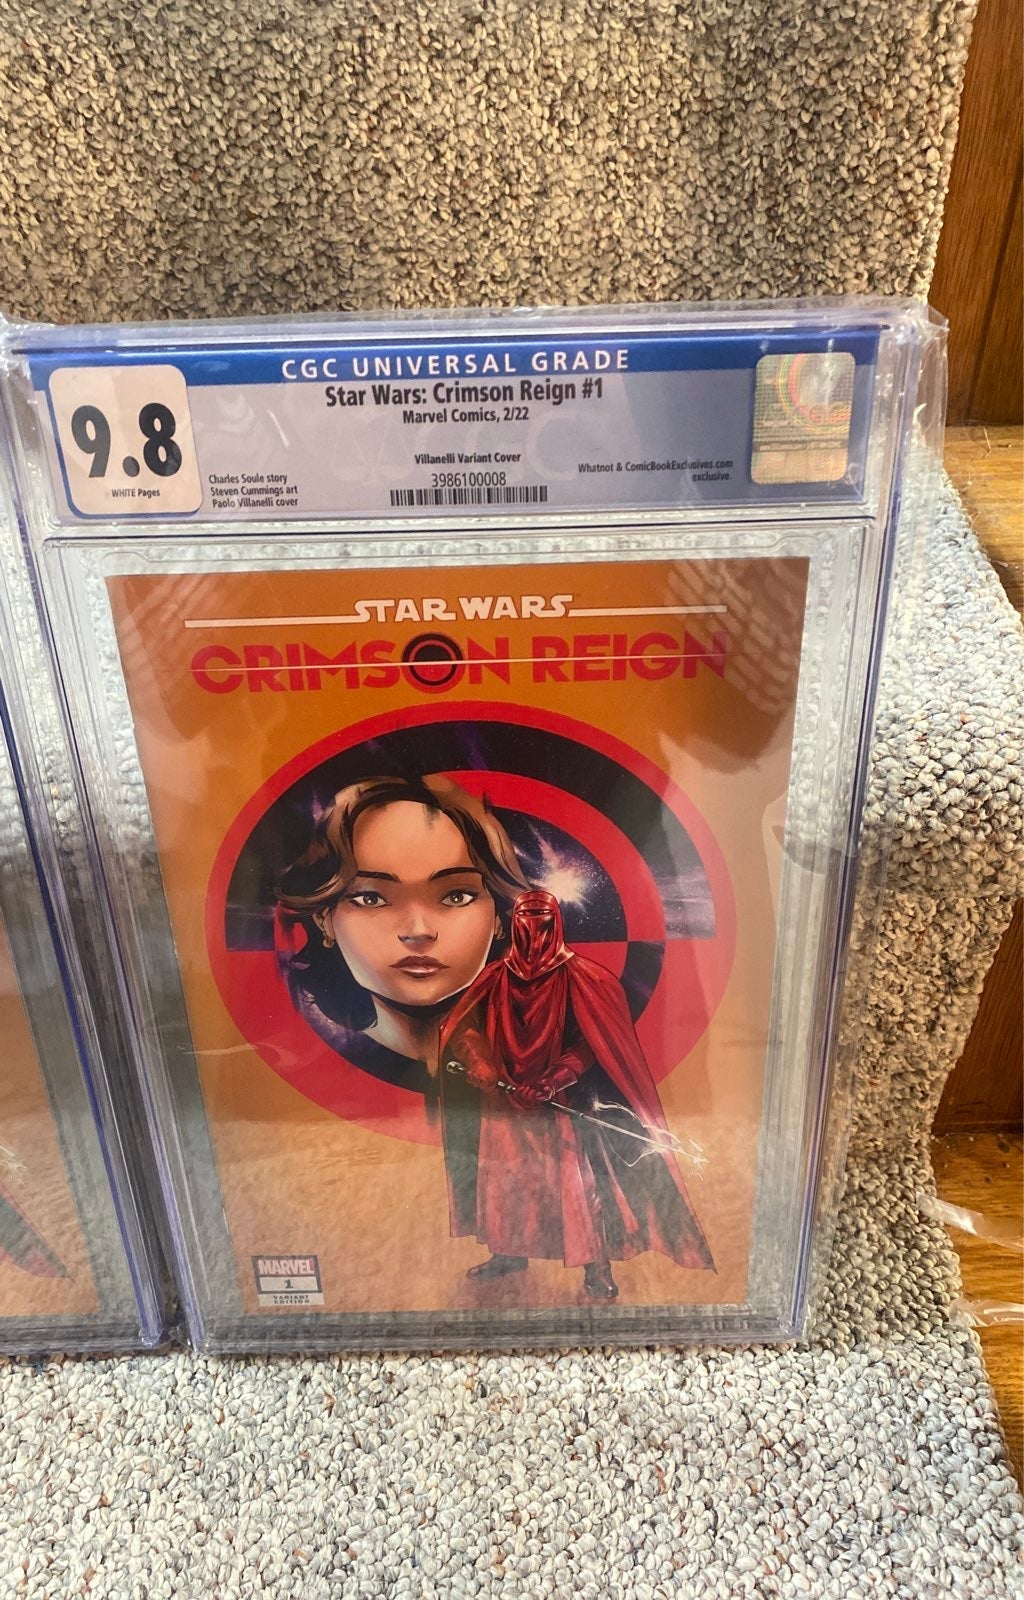 CGC UNIVERSAL GRADE
9.8
WHITE Pages
Star Wars: Crimson Reign #1
Marvel Comics, 2/22
Villanelli Variant Cover
3986100008
Charles Soule story
Steven Cummings art
Paolo Villanelli cover
Whatnot & ComicBookExclusives.com
exclusive.
STAR WARS
CRIMSON REIGN
MARVEL
1
VARIANT
EDITION